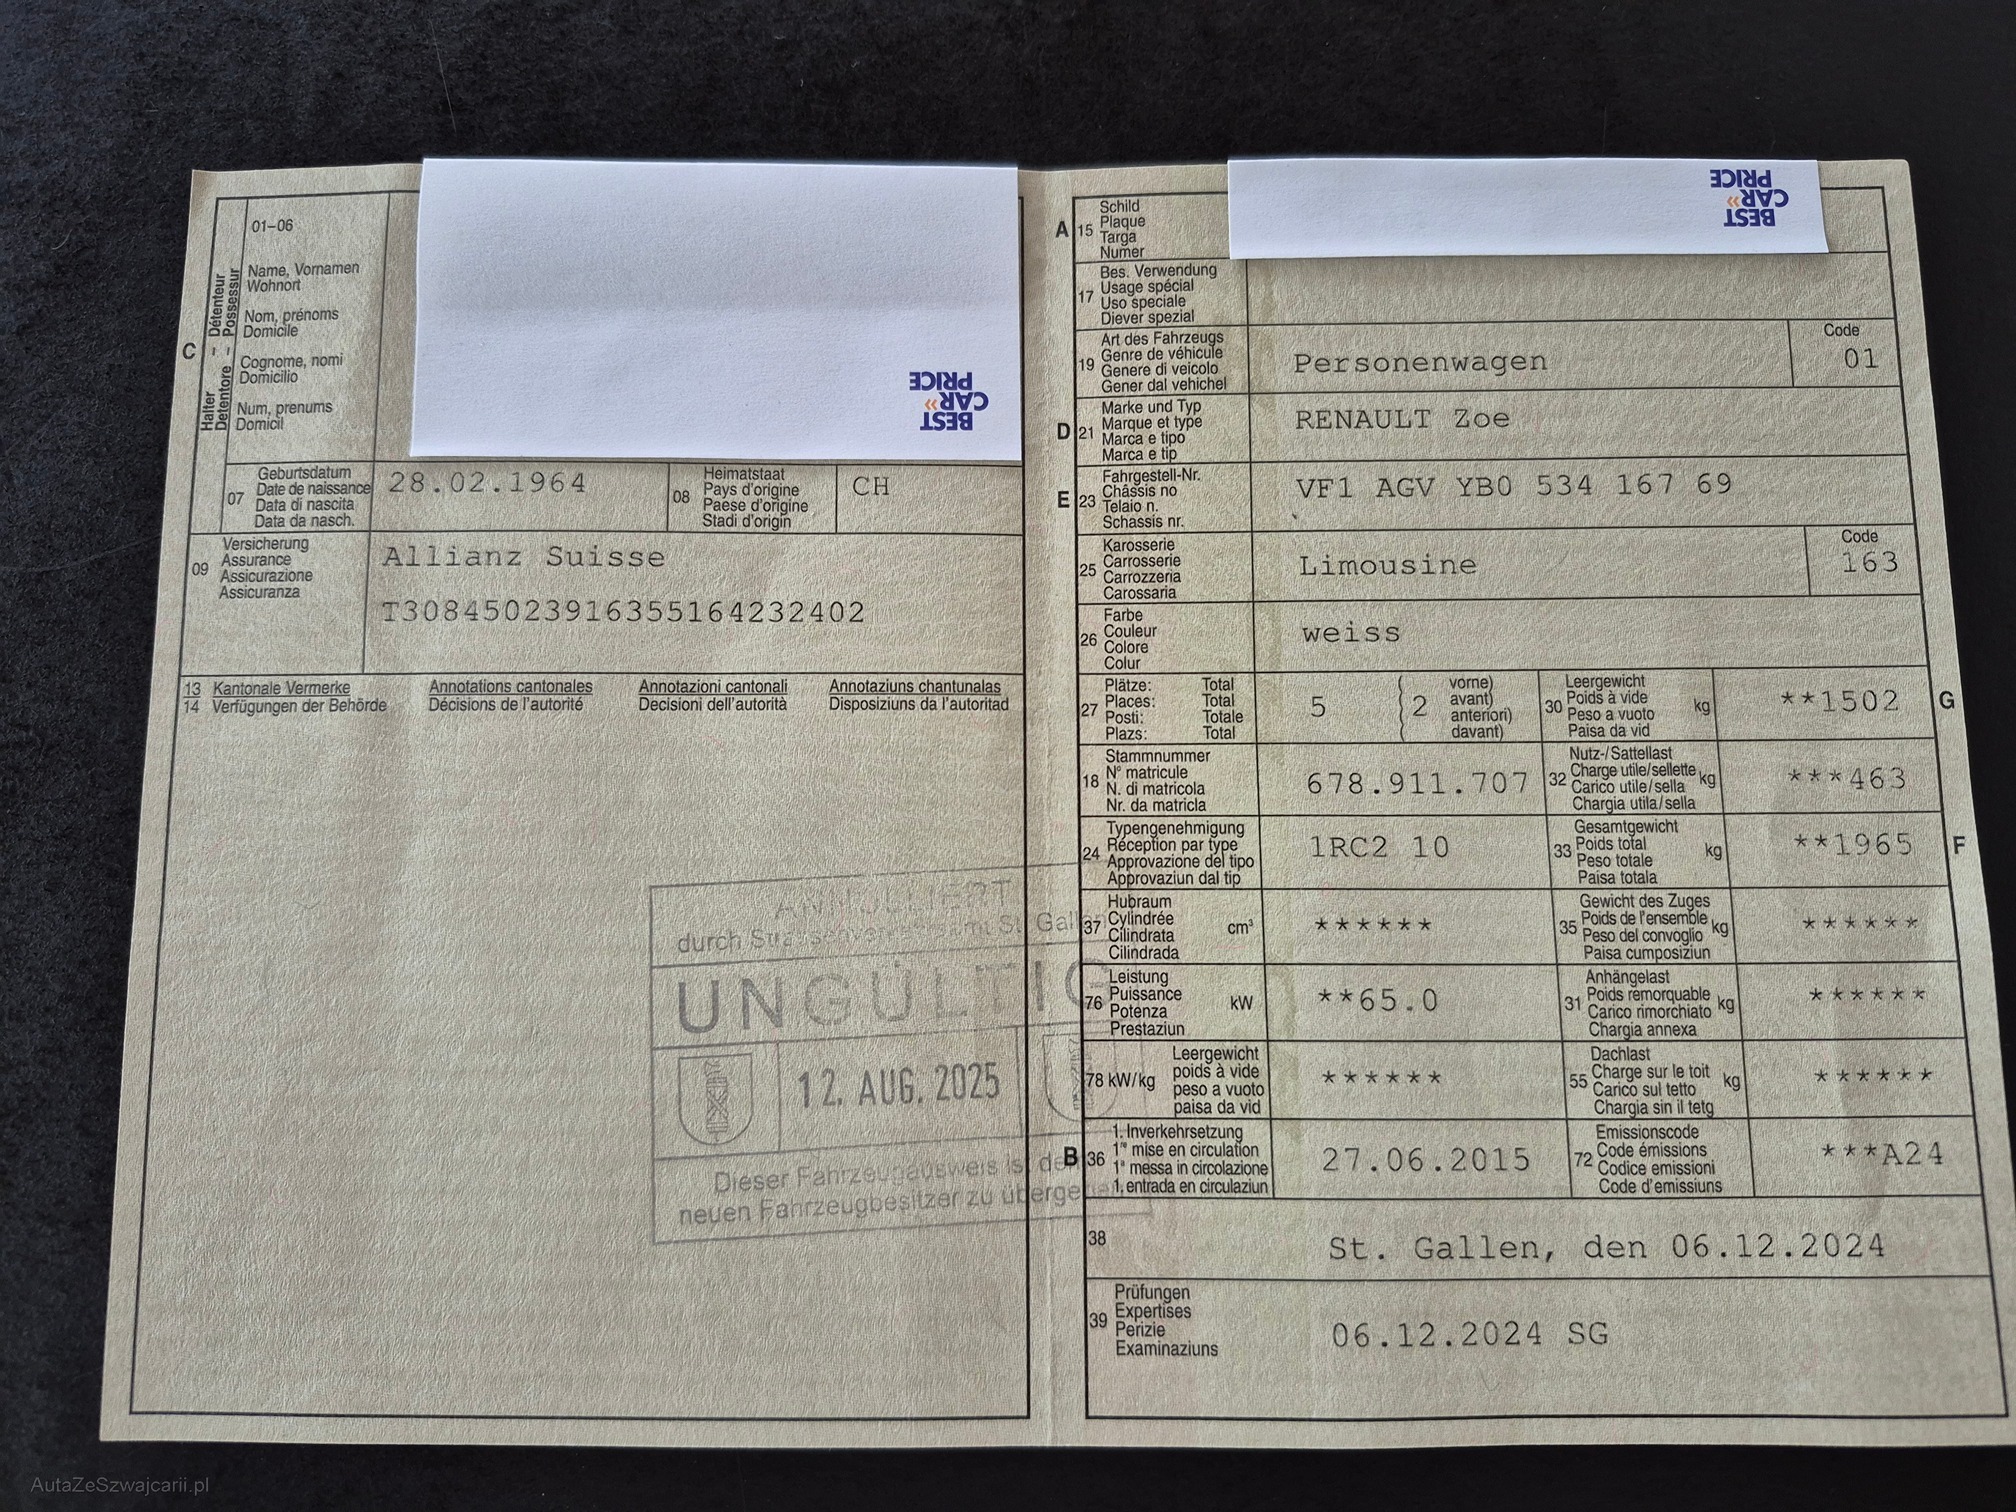 01-06
Name, Vornamen
Wohnort
Nom, prénoms
Domicile
Cognome, nomi
Domicilio
Num, prenums
Domicil
C
Halter - Détenteur
Detentore - Possessur
BEST
CAR»
PRICE
07
Geburtsdatum
Date de naissance
Data di nascita
Data da nasch.
28.02.1964
08
Heimatstaat
Pays d'origine
Paese d'origine
Stadi d'origin
CH
09
Versicherung
Assurance
Assicurazione
Assicuranza
Allianz Suisse
T30845023916355164232402
13 Kantonale Vermerke
14 Verfügungen der Behörde
Annotations cantonales
Décisions de l'autorité
Annotazioni cantonali
Decisioni dell'autorità
Annotaziuns chantunalas
Disposiziuns da l'autoritad
ANNULLIERT
durch Strassenverkehrsamt St. Gallen
UNGÜLTIG
12. AUG. 2025
Dieser Fahrzeugausweis ist dem
neuen Fahrzeugbesitzer zu übergeben
A
15
Schild
Plaque
Targa
Numer
BEST
CAR»
PRICE
17
Bes. Verwendung
Usage spécial
Uso speciale
Diever spezial
19
Art des Fahrzeugs
Genre de véhicule
Genere di veicolo
Gener dal vehichel
Personenwagen
Code
01
D
21
Marke und Typ
Marque et type
Marca e tipo
Marca e tip
RENAULT Zoe
E
23
Fahrgestell-Nr.
Châssis no
Telaio n.
Schassis nr.
VF1 AGV YB0 534 167 69
25
Karosserie
Carrosserie
Carrozzeria
Carossaria
Limousine
Code
163
26
Farbe
Couleur
Colore
Colur
weiss
27
Plätze: Total
Places: Total
Posti: Totale
Plazs: Total
5
2
vorne)
avant)
anteriori)
davant)
30
Leergewicht
Poids à vide
Peso a vuoto
Paisa da vid
kg
**1502
G
18
Stammnummer
N° matricule
N. di matricola
Nr. da matricla
678.911.707
32
Nutz-/Sattellast
Charge utile/sellette
Carico utile/sella
Chargia utila/sella
kg
***463
24
Typengenehmigung
Réception par type
Approvazione del tipo
Approvaziun dal tip
1RC2 10
33
Gesamtgewicht
Poids total
Peso totale
Paisa totala
kg
**1965
F
37
Hubraum
Cylindrée
Cilindrata
Cilindrada
cm³
******
35
Gewicht des Zuges
Poids de l'ensemble
Peso del convoglio
Paisa cumposiziun
kg
******
76
Leistung
Puissance
Potenza
Prestaziun
kW
**65.0
31
Anhängelast
Poids remorquable
Carico rimorchiato
Chargia annexa
kg
******
78 kW/kg
Leergewicht
poids à vide
peso a vuoto
paisa da vid
******
55
Dachlast
Charge sur le toit
Carico sul tetto
Chargia sin il tetg
kg
******
B
36
1. Inverkehrsetzung
1re mise en circulation
1a messa in circolazione
1. entrada en circulaziun
27.06.2015
72
Emissionscode
Code émissions
Codice emissioni
Code d'emissiuns
***A24
38
St. Gallen, den 06.12.2024
39
Prüfungen
Expertises
Perizie
Examinaziuns
06.12.2024 SG
AutaZeSzwajcarii.pl